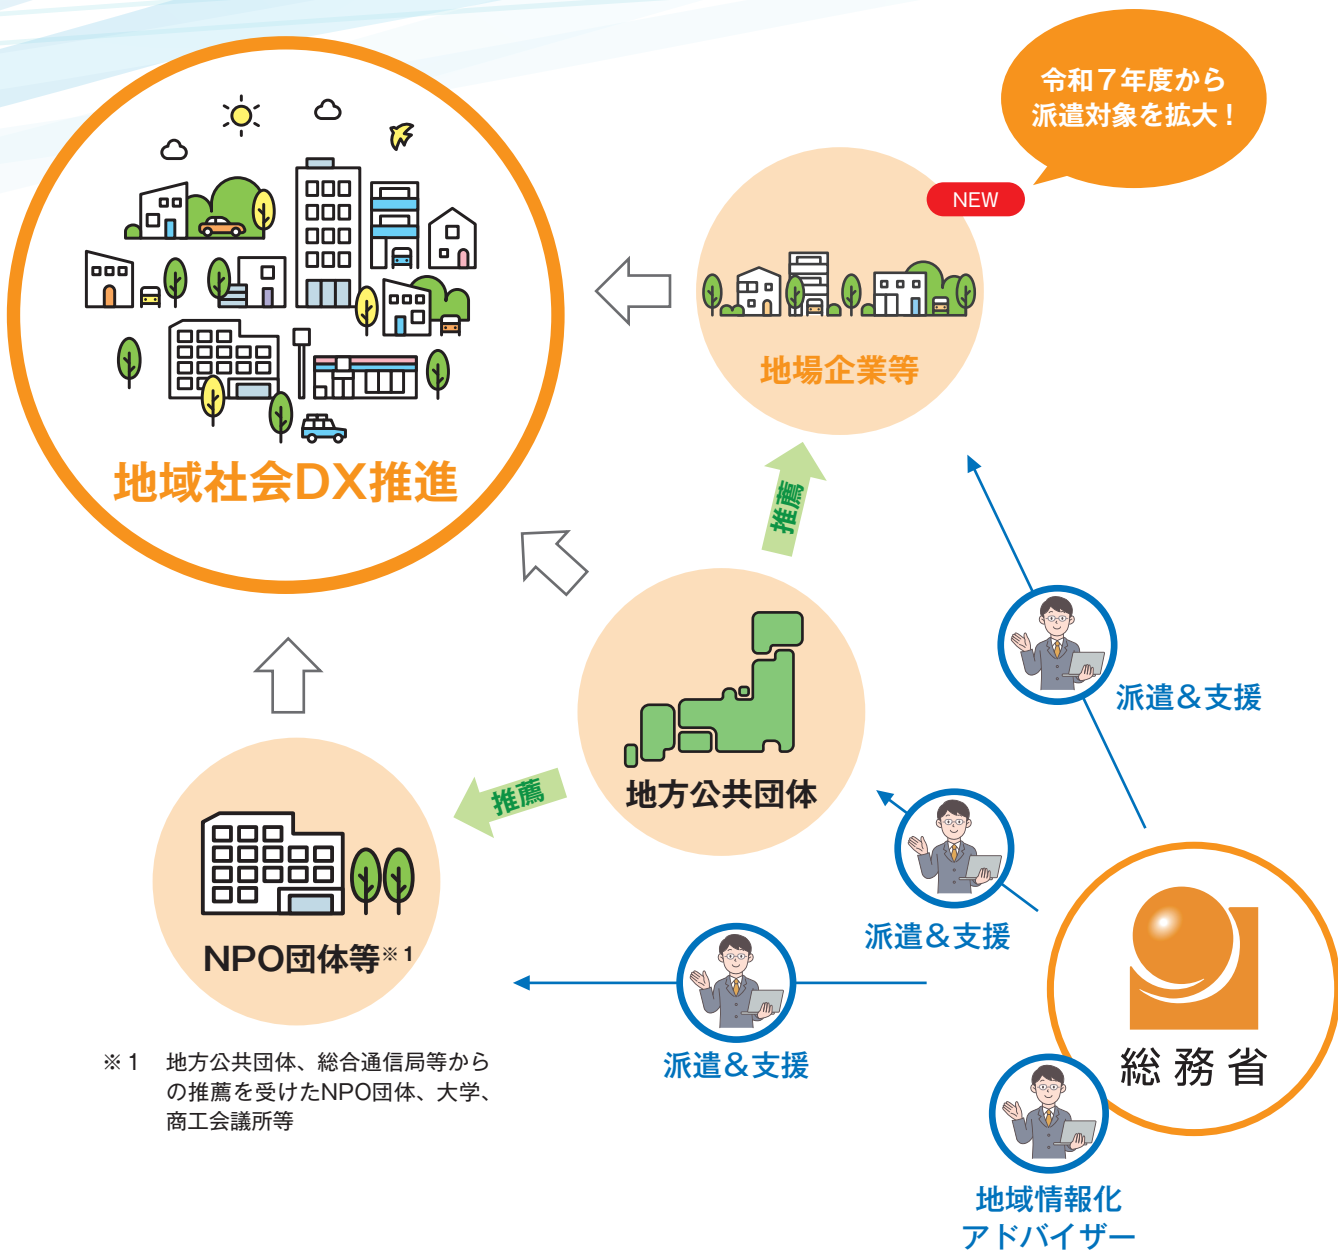 令和７年度から
派遣対象を拡大！
NEW
地場企業等
地域社会DX推進
推薦
派遣＆支援
地方公共団体
推薦
派遣＆支援
NPO団体等※1
派遣＆支援
※1　地方公共団体、総合通信局等から
の推薦を受けたNPO団体、大学、
商工会議所等
総務省
地域情報化
アドバイザー